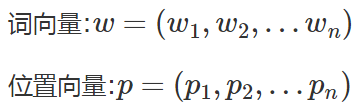 词向量:w = (w₁, w₂, … wₙ)
位置向量:p = (p₁, p₂, … pₙ)